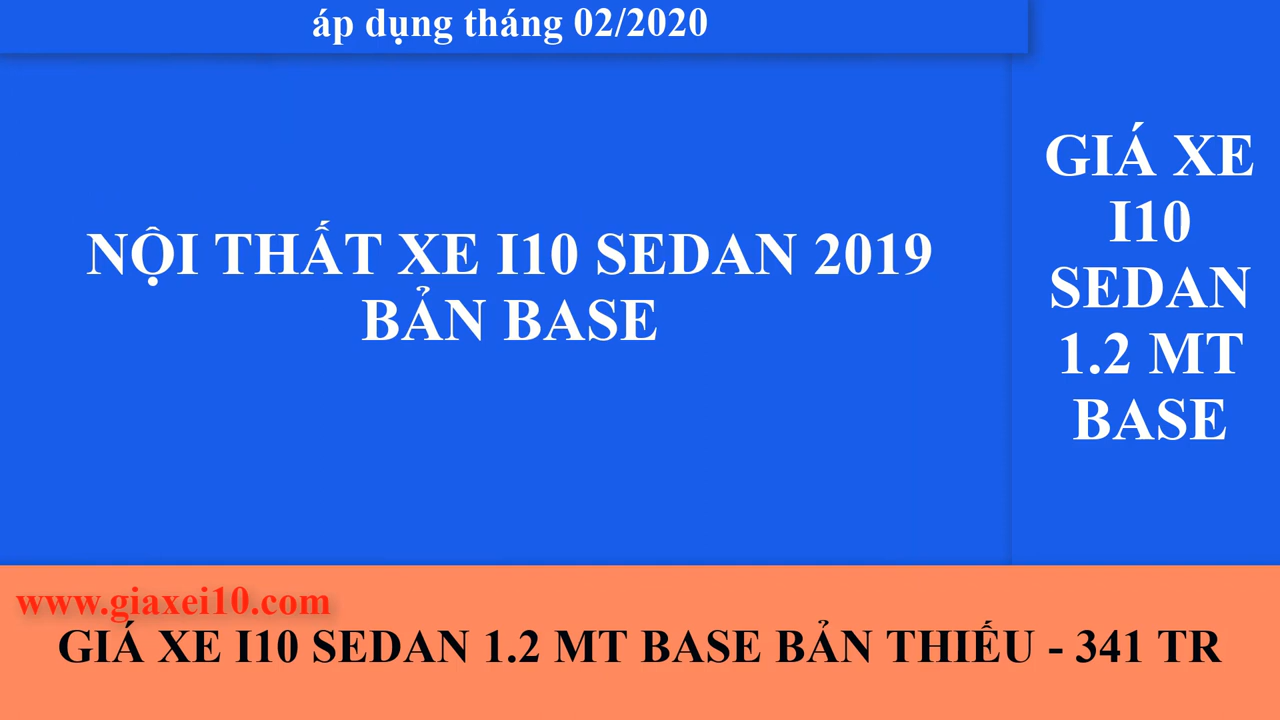 áp dụng tháng 02/2020
NỘI THẤT XE I10 SEDAN 2019
BẢN BASE
GIÁ XE
I10
SEDAN
1.2 MT
BASE
www.giaxei10.com
GIÁ XE I10 SEDAN 1.2 MT BASE BẢN THIẾU - 341 TR